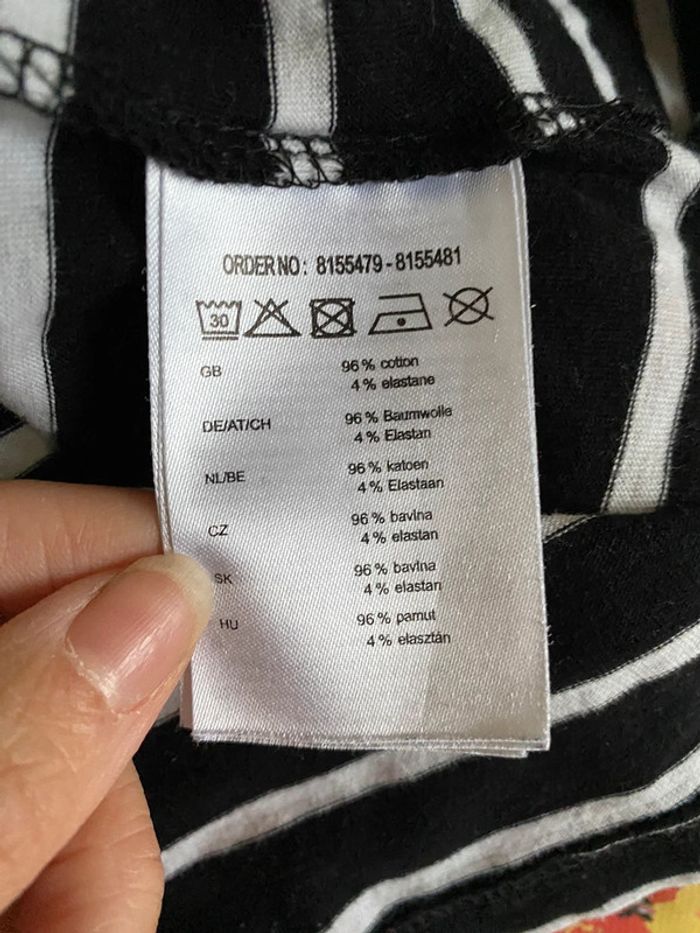 ORDER NO: 8155479 - 8155481
30
GB 96 % cotton
4 % elastane
DE/AT/CH 96 % Baumwolle
4 % Elastan
NL/BE 96 % katoen
4 % Elastaan
CZ 96 % bavlna
4 % elastan
SK 96 % bavlna
4 % elastan
HU 96 % pamut
4 % elasztán